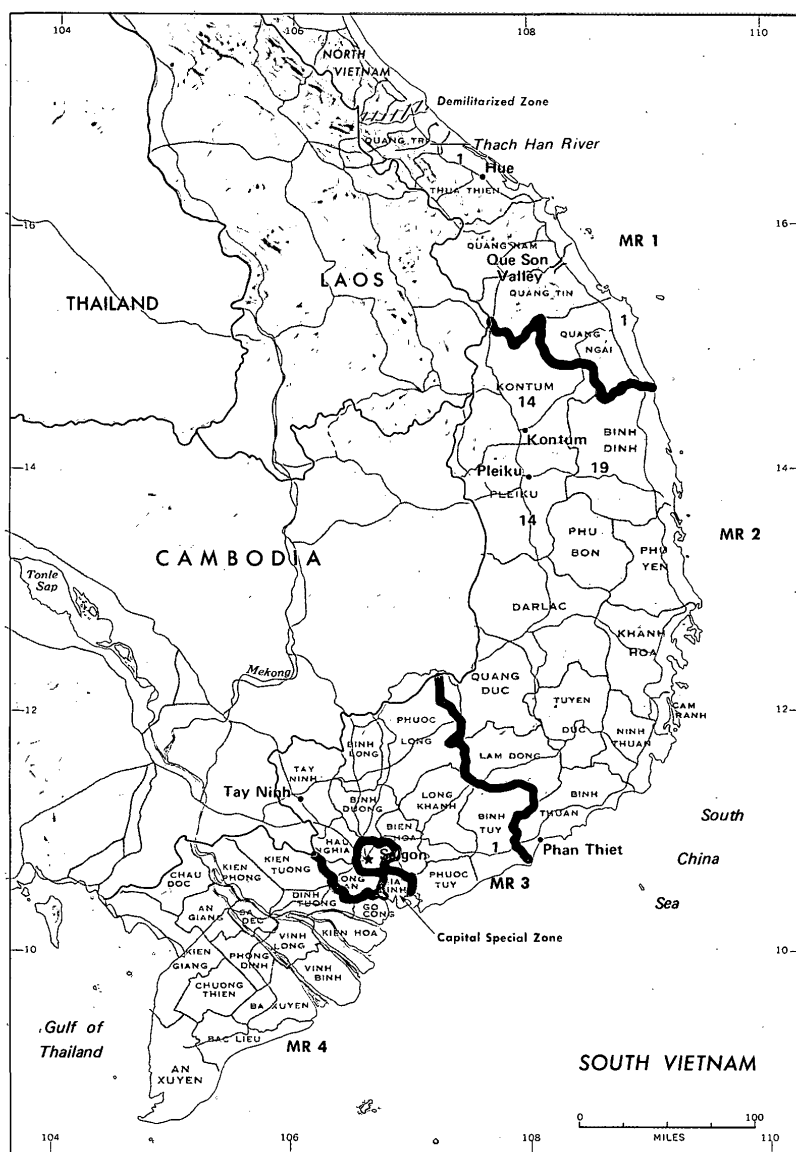 104
106
108
110
NORTH
VIETNAM
Demilitarized Zone
QUANG TRI
Thach Han River
1
Hue
THUA THIEN
16
16
MR 1
QUANG NAM
Que Son
Valley
LAOS
THAILAND
QUANG TIN
1
QUANG
NGAI
KONTUM
14
Kontum
BINH
DINH
14
Pleiku
19
14
PLEIKU
14
MR 2
PHU
BON
PHU
YEN
CAMBODIA
Tonle
Sap
DARLAC
KHANH
HOA
Mekong
QUANG
DUC
12
PHUOC
LONG
TUYEN
DUC
CAM
RANH
12
BINH
LONG
NINH
THUAN
LAM DONG
TAY
NINH
Tay Ninh
BINH
DUONG
LONG
KHANH
BINH
THUAN
BINH
TUY
1
South
China
Sea
BIEN
HOA
HAU
NGHIA
Saigon
Phan Thiet
MR 3
CHAU
DOC
KIEN
PHONG
KIEN
TUONG
PHUOC
TUY
DINH
TUONG
GO
CONG
AN
GIANG
SA
DEC
KIEN HOA
Capital Special Zone
10
VINH
LONG
10
KIEN
GIANG
PHONG
DINH
VINH
BINH
CHUONG
THIEN
BA XUYEN
Gulf of
Thailand
BAC LIEU
MR 4
AN
XUYEN
SOUTH VIETNAM
0
100
MILES
104
106
108
110